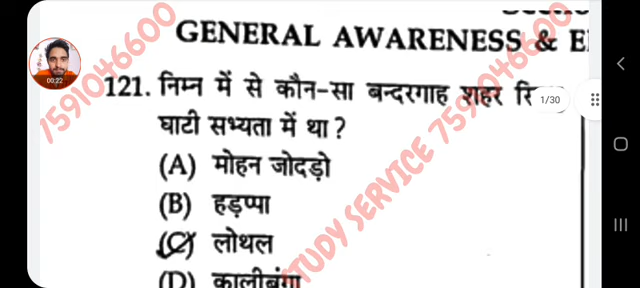 GENERAL AWARENESS &
00:22
121. निम्न में से कौन-सा बन्दरगाह शहर
1/30
घाटी सभ्यता में था?
(A) मोहन जोदड़ो
(B) हड़प्पा
(C) लोथल
(D) कालीबंगा
7591046600
STUDY SERVICE 7591046600